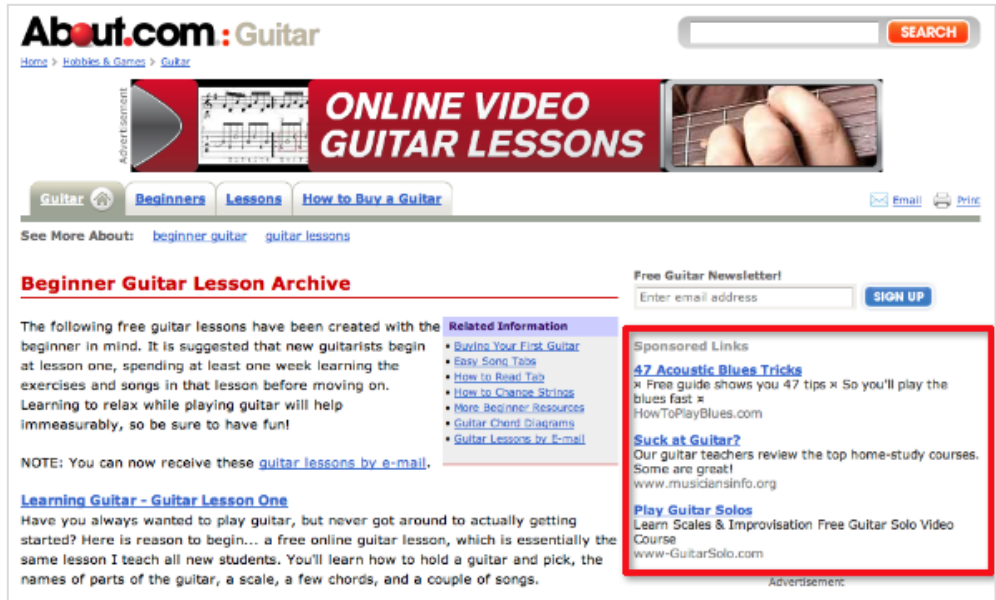 About.com: Guitar
SEARCH
Home > Hobbies & Games > Guitar
Advertisement
ONLINE VIDEO
GUITAR LESSONS
Guitar
Beginners
Lessons
How to Buy a Guitar
Email
Print
See More About: beginner guitar guitar lessons
Beginner Guitar Lesson Archive
The following free guitar lessons have been created with the
beginner in mind. It is suggested that new guitarists begin
at lesson one, spending at least one week learning the
exercises and songs in that lesson before moving on.
Learning to relax while playing guitar will help
immeasurably, so be sure to have fun!
Related Information
• Buying Your First Guitar
• Easy Song Tabs
• How to Read Tab
• How to Change Strings
• More Beginner Resources
• Guitar Chord Diagrams
• Guitar Lessons by E-mail
NOTE: You can now receive these guitar lessons by e-mail.
Learning Guitar - Guitar Lesson One
Have you always wanted to play guitar, but never got around
to actually getting
started? Here is reason to begin... a free online guitar lesson, which is essentially the
same lesson I teach all new students. You'll learn how to hold a guitar and pick, the
names of parts of the guitar, a scale, a few chords, and a couple of songs.
Free Guitar Newsletter!
Enter email address
SIGN UP
Sponsored Links
47 Acoustic Blues Tricks
¤ Free guide shows you 47 tips ¤ So you'll play the
blues fast ¤
HowToPlayBlues.com
Suck at Guitar?
Our guitar teachers review the top home-study courses.
Some are great!
www.musiciansinfo.org
Play Guitar Solos
Learn Scales & Improvisation Free Guitar Solo Video
Course
www-GuitarSolo.com
Advertisement